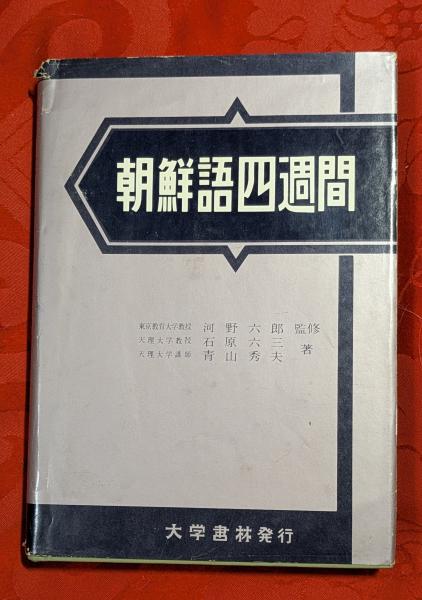 朝鮮語四週間
東京教育大学教授 河野六郎 監修
天理大学教授 石原六三
天理大学講師 青山秀夫 著
大学書林発行